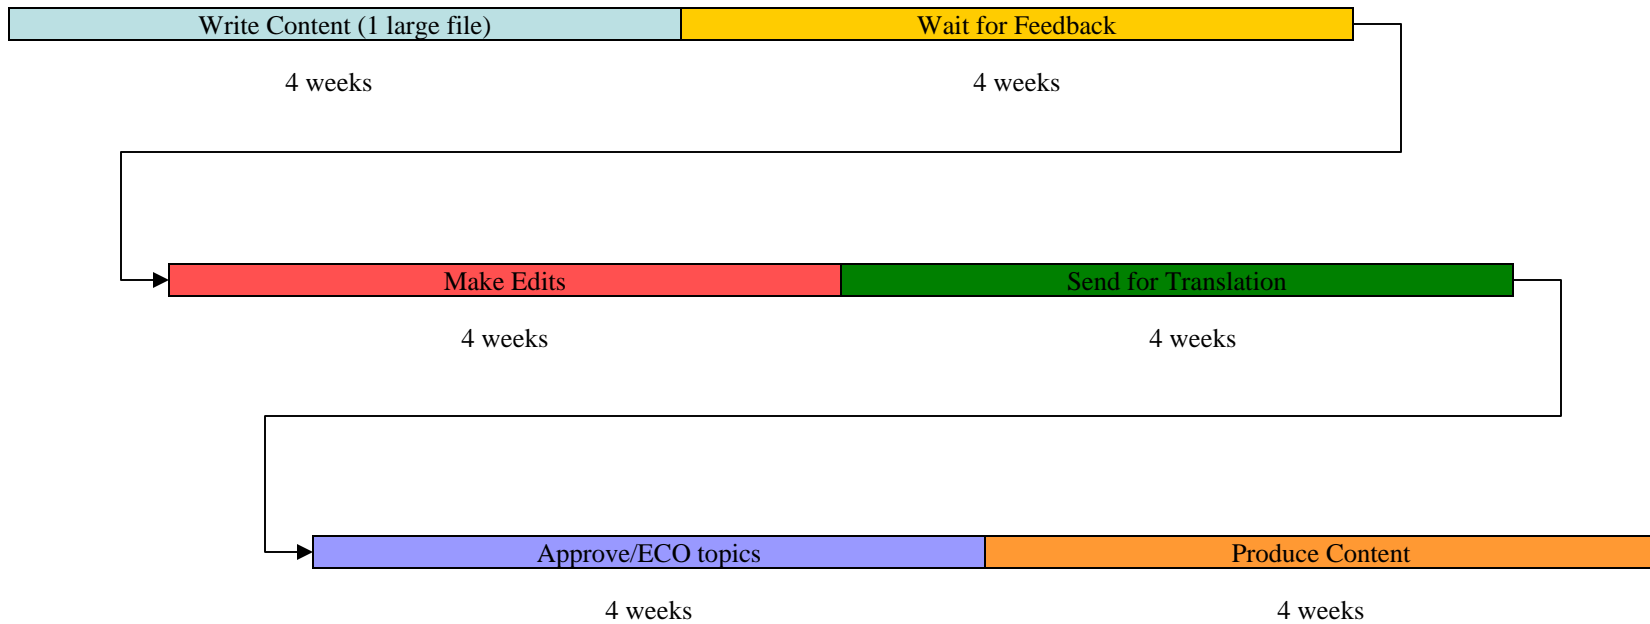 Write Content (1 large file)
Wait for Feedback
4 weeks
4 weeks
Make Edits
Send for Translation
4 weeks
4 weeks
Approve/ECO topics
Produce Content
4 weeks
4 weeks